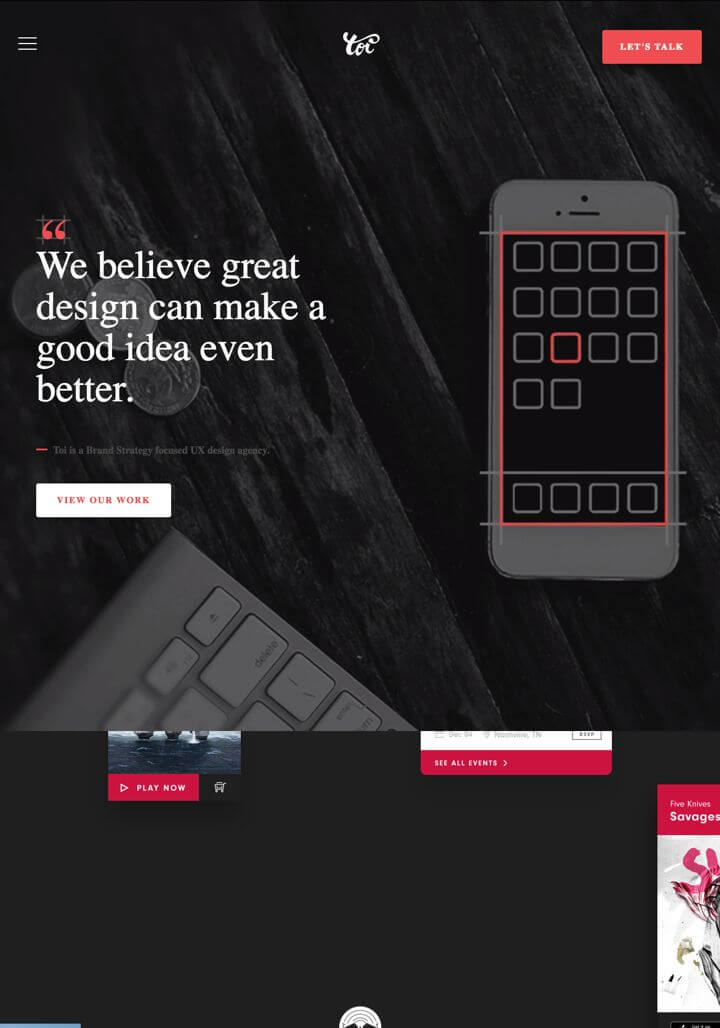 toi
LET'S TALK
“
We believe great
design can make a
good idea even
better.
Toi is a Brand Strategy focused UX design agency.
VIEW OUR WORK
delete
Dec 04
Nashville, TN
RSVP
SEE ALL EVENTS
PLAY NOW
Five Knives
Savages